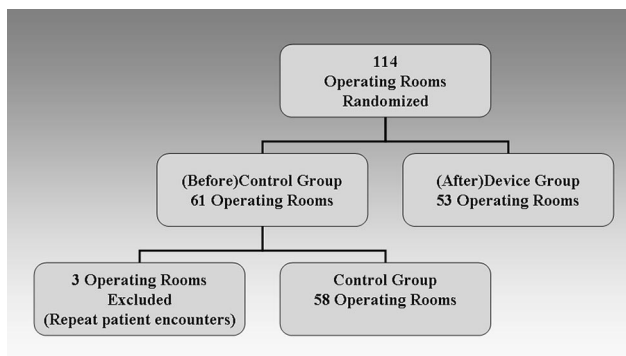 114
Operating Rooms
Randomized
(Before)Control Group
61 Operating Rooms
(After)Device Group
53 Operating Rooms
3 Operating Rooms
Excluded
(Repeat patient encounters)
Control Group
58 Operating Rooms